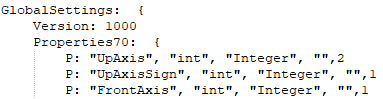 GlobalSettings:  {
    Version: 1000
    Properties70:  {
        P: "UpAxis", "int", "Integer", "",2
        P: "UpAxisSign", "int", "Integer", "",1
        P: "FrontAxis", "int", "Integer", "",1